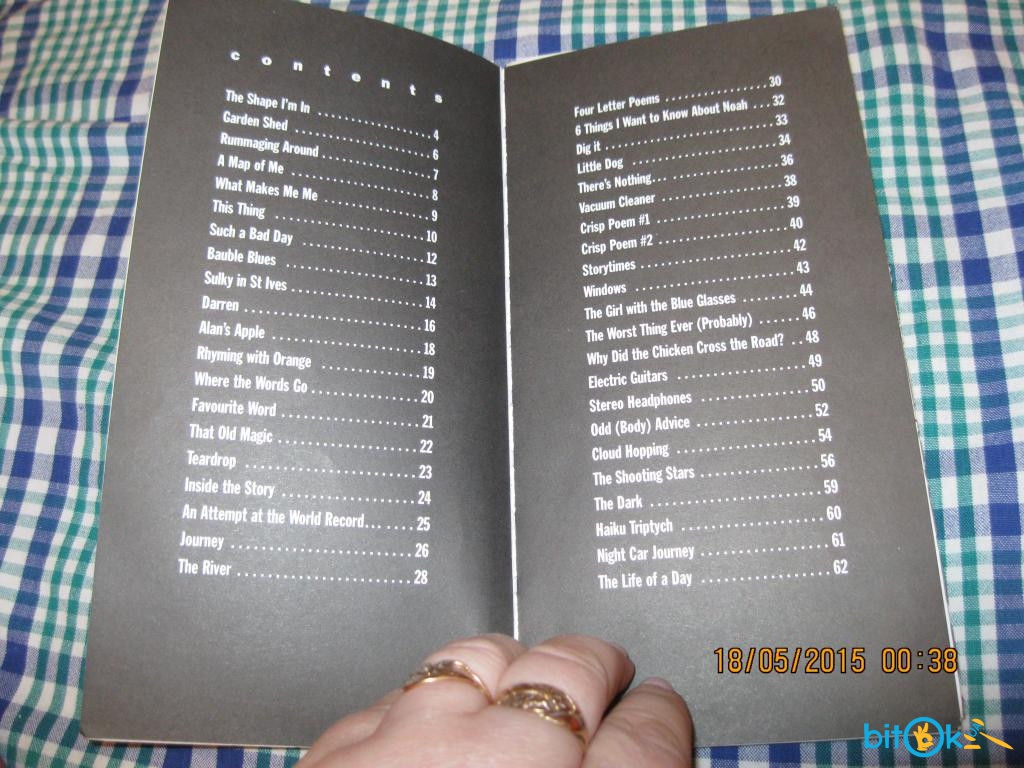 contents
The Shape I'm In ..................... 4
Garden Shed ..................... 6
Rummaging Around ..................... 7
A Map of Me ..................... 8
What Makes Me Me ..................... 9
This Thing ..................... 10
Such a Bad Day ..................... 12
Bauble Blues ..................... 13
Sulky in St Ives ..................... 14
Darren ..................... 16
Alan's Apple ..................... 18
Rhyming with Orange ................. 19
Where the Words Go ................. 20
Favourite Word ..................... 21
That Old Magic ..................... 22
Teardrop ..................... 23
Inside the Story ..................... 24
An Attempt at the World Record....... 25
Journey ..................... 26
The River ..................... 28
Four Letter Poems ................ 30
6 Things I Want to Know About Noah ... 32
Dig it ..................... 33
Little Dog ..................... 34
There's Nothing..................... 36
Vacuum Cleaner ................. 38
Crisp Poem #1 ..................... 39
Crisp Poem #2 ..................... 40
Storytimes ..................... 42
Windows ..................... 43
The Girl with the Blue Glasses ........ 44
The Worst Thing Ever (Probably) ...... 46
Why Did the Chicken Cross the Road? .. 48
Electric Guitars ................. 49
Stereo Headphones ................ 50
Odd (Body) Advice ................ 52
Cloud Hopping ................... 54
The Shooting Stars ................ 56
The Dark ..................... 59
Haiku Triptych ................... 60
Night Car Journey ................ 61
The Life of a Day ................ 62
18/05/2015 00:38
bitOk